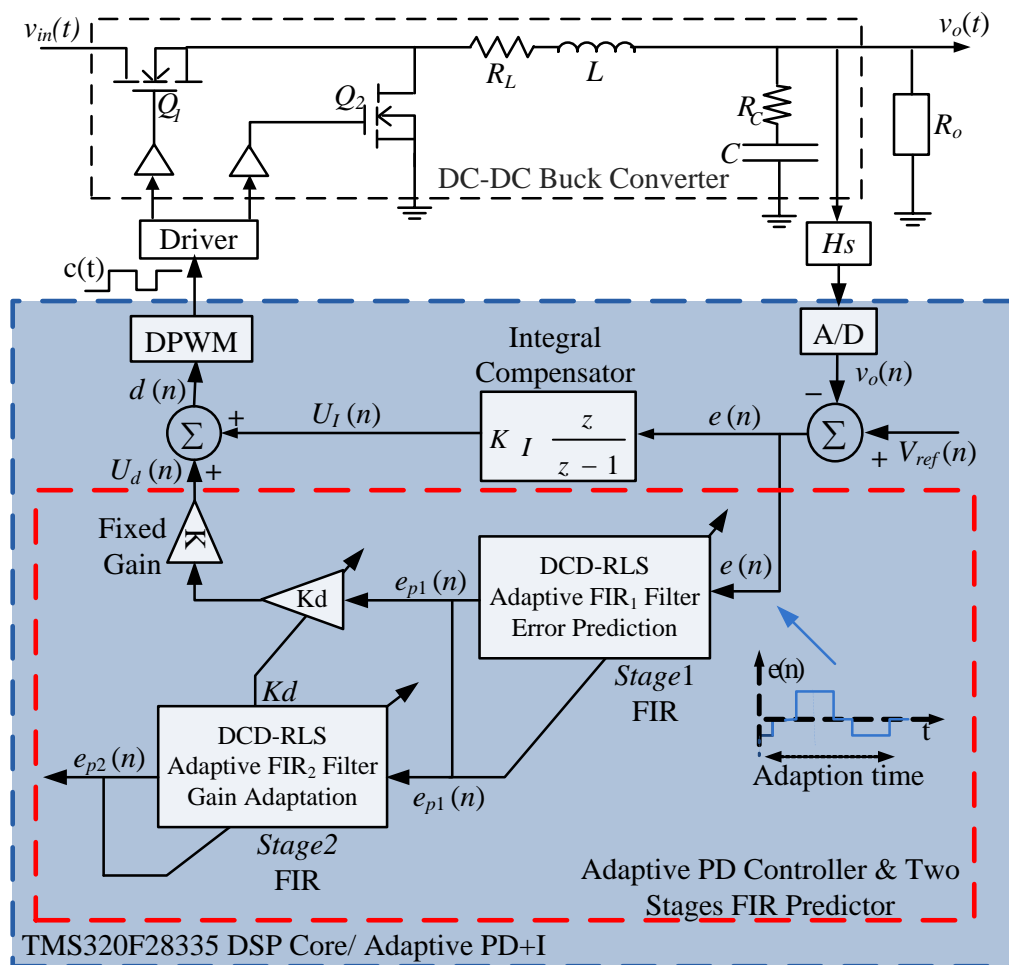 v_in(t)
v_o(t)
R_L
L
Q_1
Q_2
R_C
C
R_o
DC-DC Buck Converter
Driver
Hs
c(t)
DPWM
A/D
Integral
Compensator
d (n)
v_o(n)
U_I (n)
K I z / z − 1
e (n)
−
+
Σ
Σ
+
V_ref(n)
U_d (n)
+
Fixed
Gain
K
DCD-RLS
Adaptive FIR_1 Filter
Error Prediction
e (n)
e_p1 (n)
Kd
Stage1
FIR
Kd
e(n)
t
Adaption time
DCD-RLS
Adaptive FIR_2 Filter
Gain Adaptation
e_p2 (n)
e_p1 (n)
Stage2
FIR
Adaptive PD Controller & Two
Stages FIR Predictor
TMS320F28335 DSP Core/ Adaptive PD+I